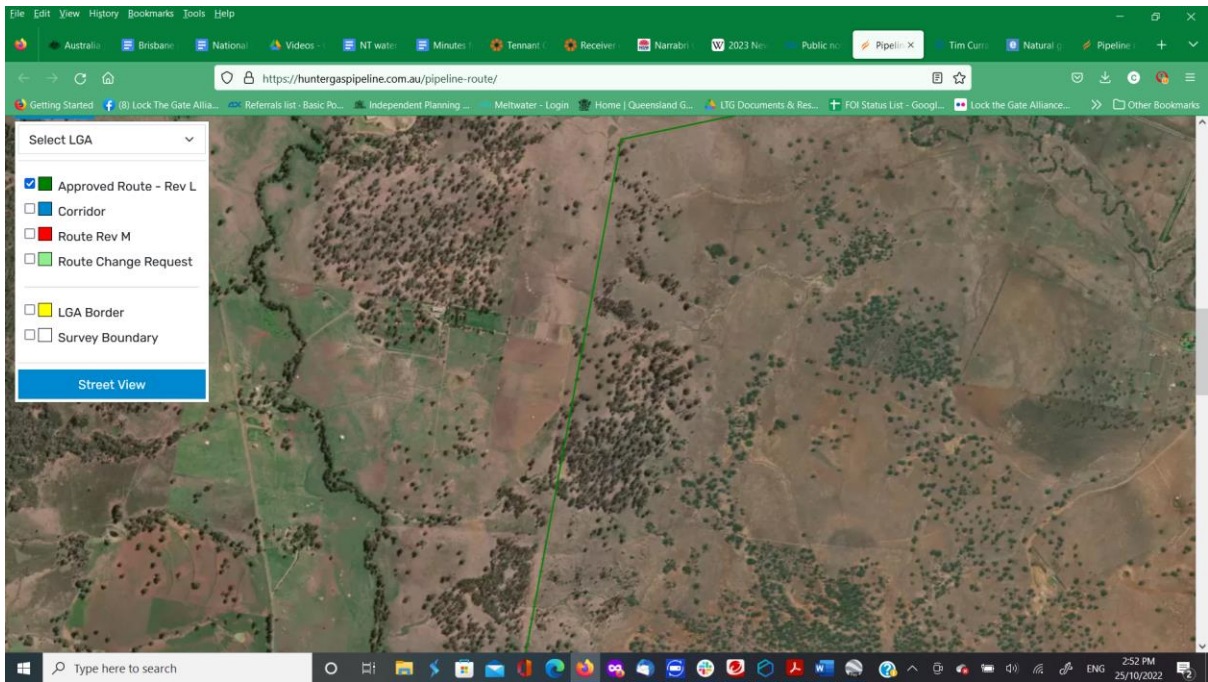 File Edit View History Bookmarks Tools Help
Australia Brisbane National Videos - NT water Minutes Tennant C Receiver Narrabri 2023 Nev Public no Pipelin Tim Curra Natural g Pipeline
https://huntergaspipeline.com.au/pipeline-route/
Getting Started (8) Lock The Gate Allia... Referrals list - Basic Po... Independent Planning ... Meltwater - Login Home | Queensland G... LTG Documents & Res... FOI Status List - Googl... Lock the Gate Alliance... Other Bookmarks
Select LGA
Approved Route - Rev L
Corridor
Route Rev M
Route Change Request
LGA Border
Survey Boundary
Street View
Type here to search
ENG
2:52 PM
25/10/2022